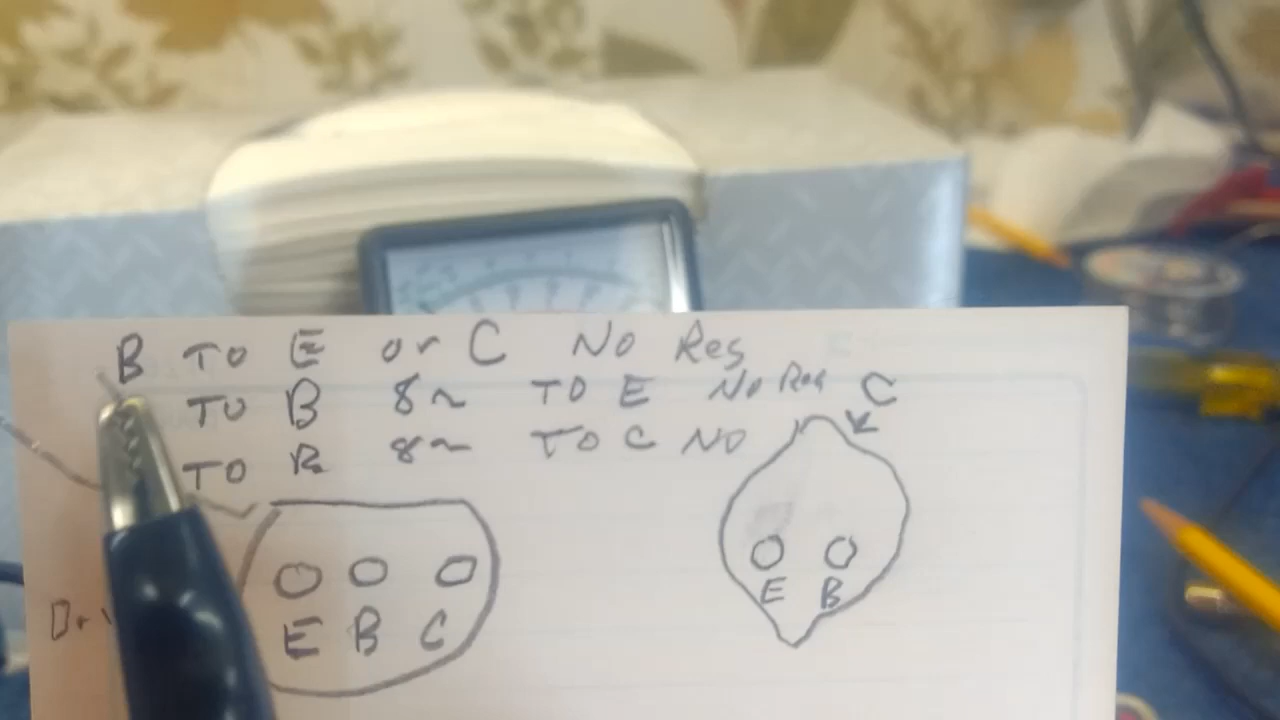 B TO E or C No Res
TO B 8~ TO E No Res
TO B 8~ TO C NO
C
E B
E B C